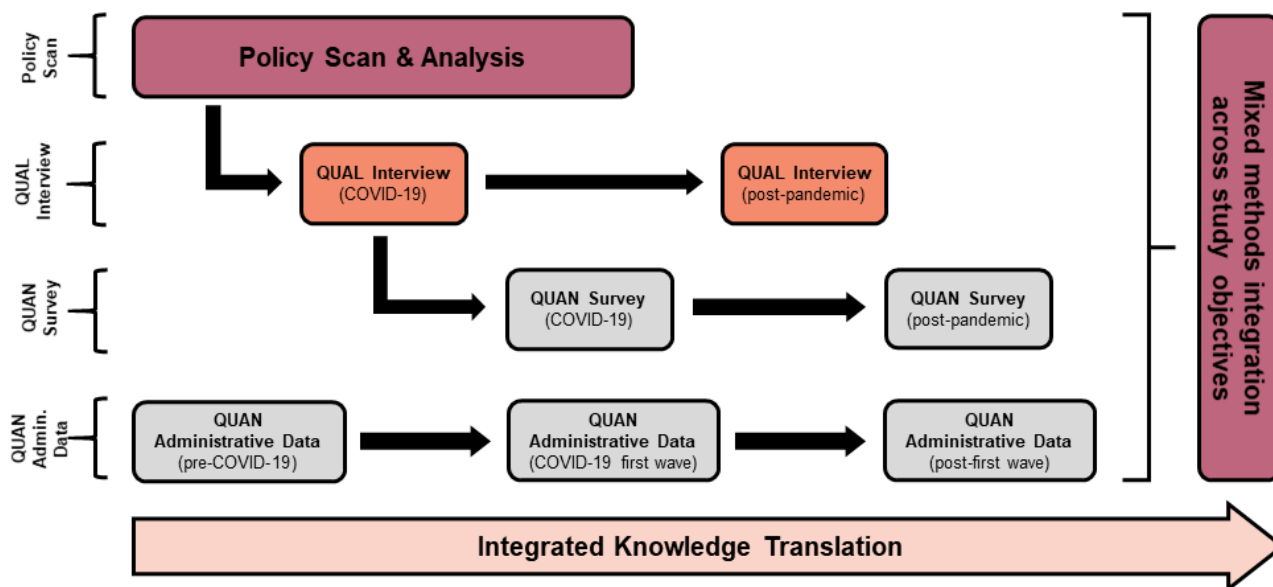 Policy
Scan
Policy Scan & Analysis
QUAL
Interview
QUAL Interview
(COVID-19)
QUAL Interview
(post-pandemic)
QUAN
Survey
QUAN Survey
(COVID-19)
QUAN Survey
(post-pandemic)
QUAN
Admin.
Data
QUAN
Administrative Data
(pre-COVID-19)
QUAN
Administrative Data
(COVID-19 first wave)
QUAN
Administrative Data
(post-first wave)
Mixed methods integration
across study objectives
Integrated Knowledge Translation